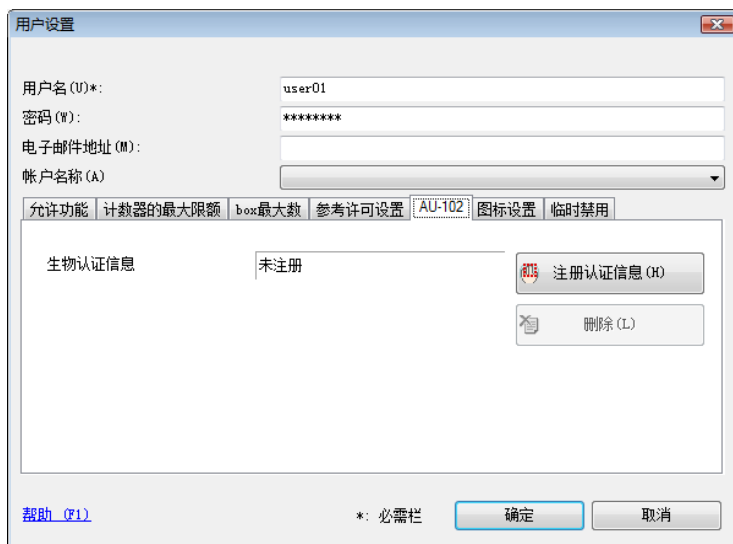 用户设置
用户名(U)*: user01
密码(W): ********
电子邮件地址(M):
帐户名称(A)
允许功能 计数器的最大限额 box最大数 参考许可设置 AU-102 图标设置 临时禁用
生物认证信息 未注册 注册认证信息(H)
删除(L)
帮助 (F1) *: 必需栏 确定 取消